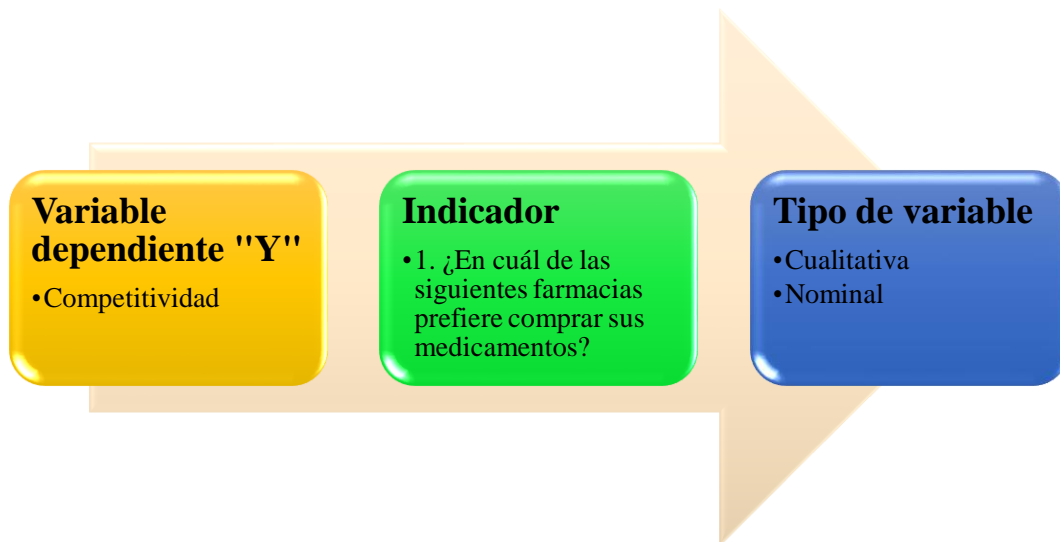 Variable
dependiente "Y"
•Competitividad
Indicador
•1. ¿En cuál de las
siguientes farmacias
prefiere comprar sus
medicamentos?
Tipo de variable
•Cualitativa
•Nominal